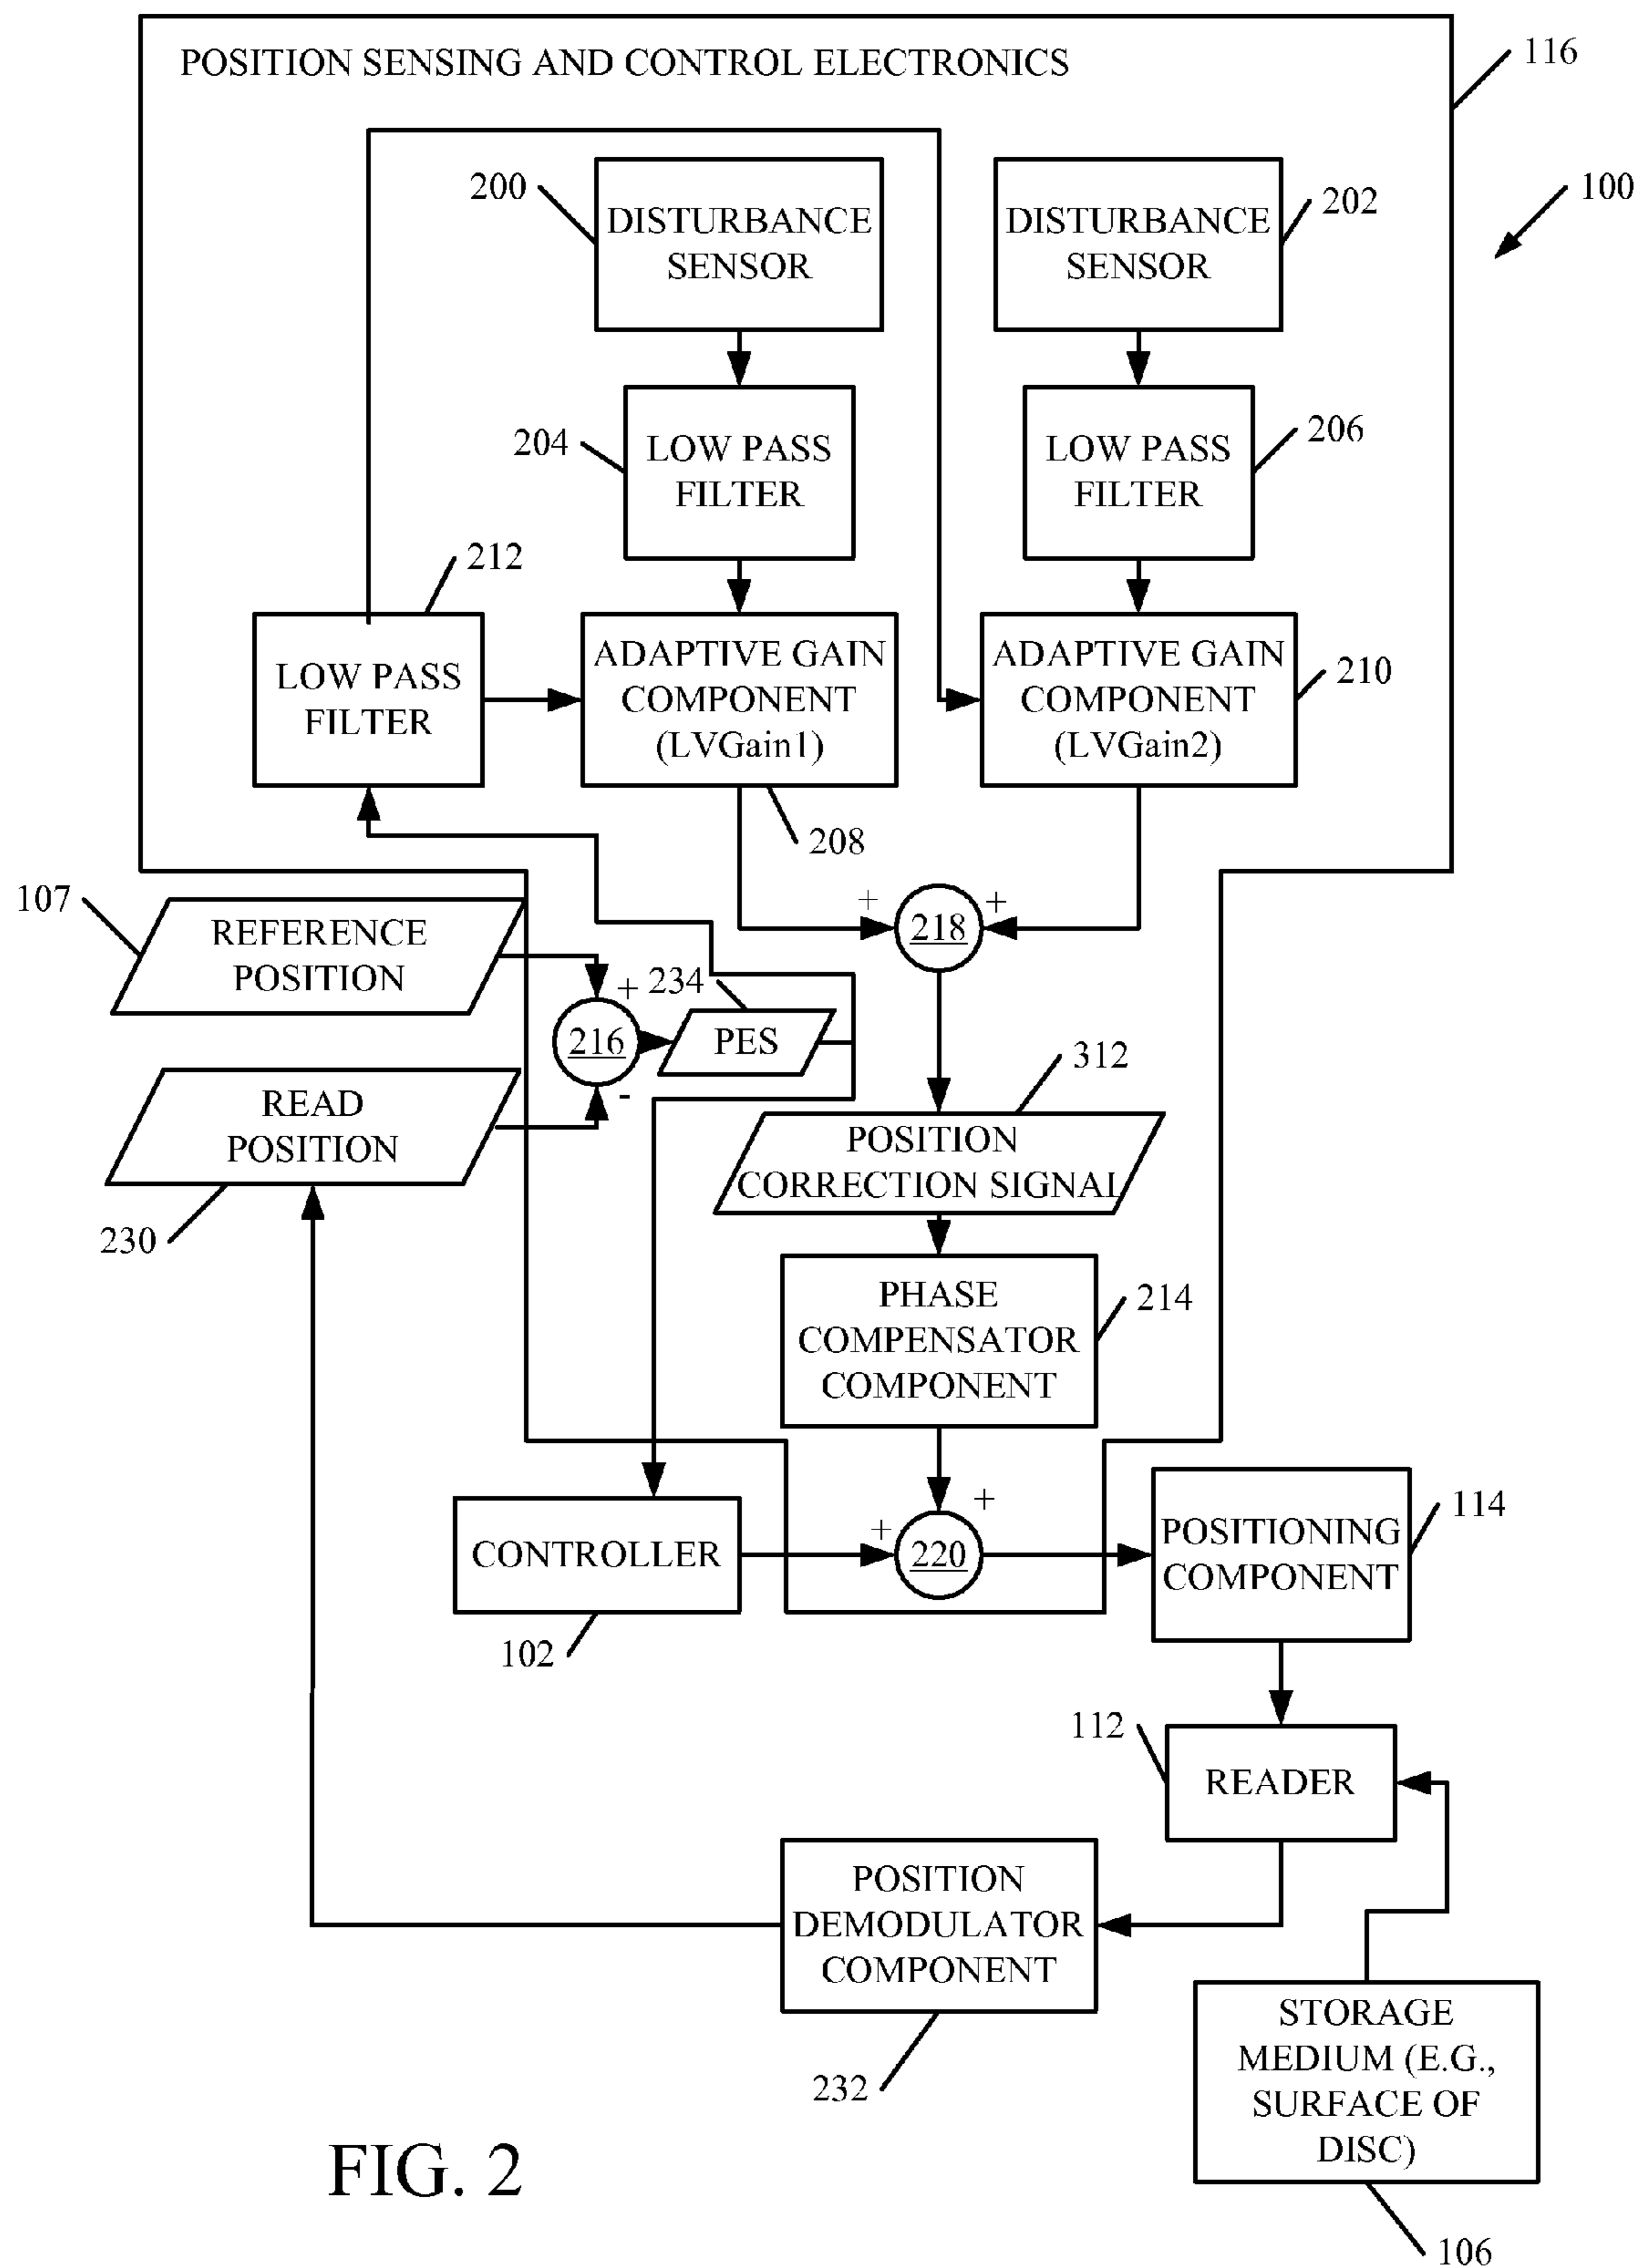 POSITION SENSING AND CONTROL ELECTRONICS
116
100
200
DISTURBANCE
SENSOR
DISTURBANCE
SENSOR
202
204
LOW PASS
FILTER
LOW PASS
FILTER
206
212
LOW PASS
FILTER
ADAPTIVE GAIN
COMPONENT
(LVGain1)
ADAPTIVE GAIN
COMPONENT
(LVGain2)
210
208
107
REFERENCE
POSITION
+
218
+
+
234
216
PES
-
READ
POSITION
230
312
POSITION
CORRECTION SIGNAL
PHASE
COMPENSATOR
COMPONENT
214
CONTROLLER
102
+
220
+
POSITIONING
COMPONENT
114
112
READER
POSITION
DEMODULATOR
COMPONENT
232
STORAGE
MEDIUM (E.G.,
SURFACE OF
DISC)
106
FIG. 2